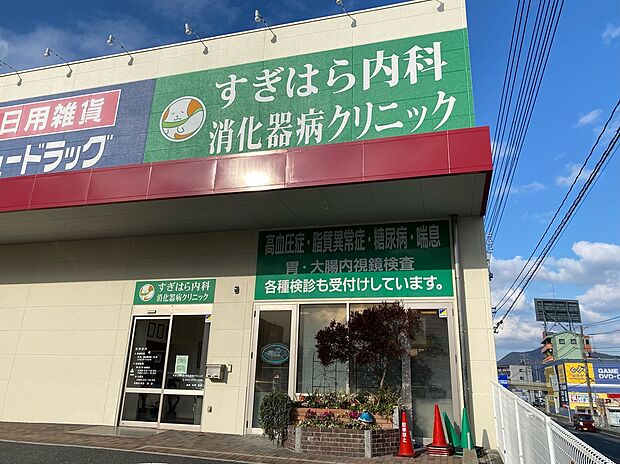 日用雑貨
ュードラッグ
すぎはら内科
消化器病クリニック
高血圧症・脂質異常症・糖尿病・喘息
胃・大腸内視鏡検査
各種検診も受付けしています。
すぎはら内科
消化器病クリニック
GAME
DVD・C